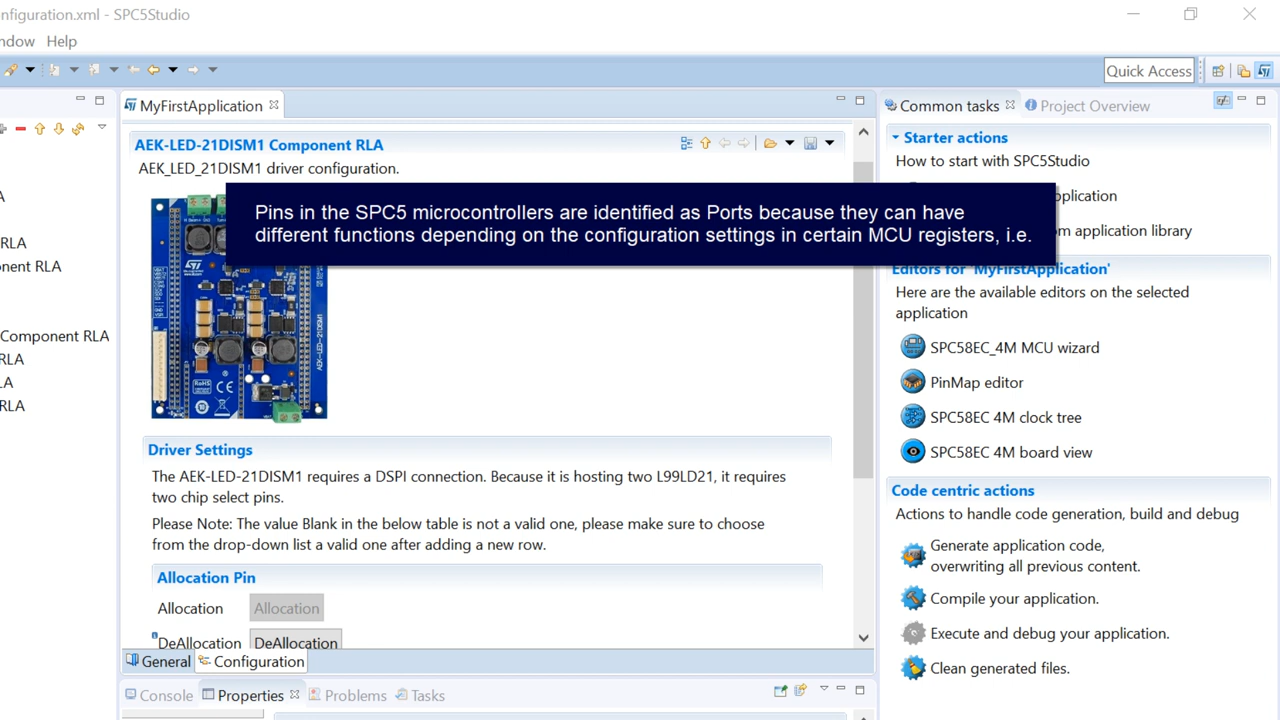 nfiguration.xml - SPC5Studio
ndow Help
Quick Access
MyFirstApplication
Common tasks
Project Overview
AEK-LED-21DISM1 Component RLA
AEK_LED_21DISM1 driver configuration.
Starter actions
How to start with SPC5Studio
pplication
om application library
Pins in the SPC5 microcontrollers are identified as Ports because they can have
different functions depending on the configuration settings in certain MCU registers, i.e.
A
RLA
nent RLA
Component RLA
RLA
LA
RLA
AEK-LED-21DISM1
RoHS
Editors for 'MyFirstApplication'
Here are the available editors on the selected
application
SPC58EC_4M MCU wizard
PinMap editor
SPC58EC 4M clock tree
SPC58EC 4M board view
Driver Settings
The AEK-LED-21DISM1 requires a DSPI connection. Because it is hosting two L99LD21, it requires
two chip select pins.
Please Note: The value Blank in the below table is not a valid one, please make sure to choose
from the drop-down list a valid one after adding a new row.
Allocation Pin
Allocation Allocation
DeAllocation DeAllocation
Code centric actions
Actions to handle code generation, build and debug
Generate application code,
overwriting all previous content.
Compile your application.
Execute and debug your application.
Clean generated files.
General Configuration
Console Properties Problems Tasks